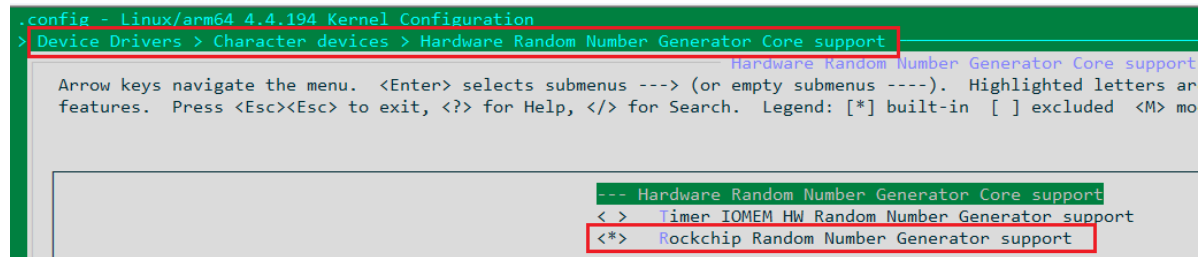 .config - Linux/arm64 4.4.194 Kernel Configuration
> Device Drivers > Character devices > Hardware Random Number Generator Core support
Hardware Random Number Generator Core support
Arrow keys navigate the menu. <Enter> selects submenus ---> (or empty submenus ----). Highlighted letters ar
features. Press <Esc><Esc> to exit, <?> for Help, </> for Search. Legend: [*] built-in [ ] excluded <M> mo
--- Hardware Random Number Generator Core support
< > Timer IOMEM HW Random Number Generator support
<*> Rockchip Random Number Generator support